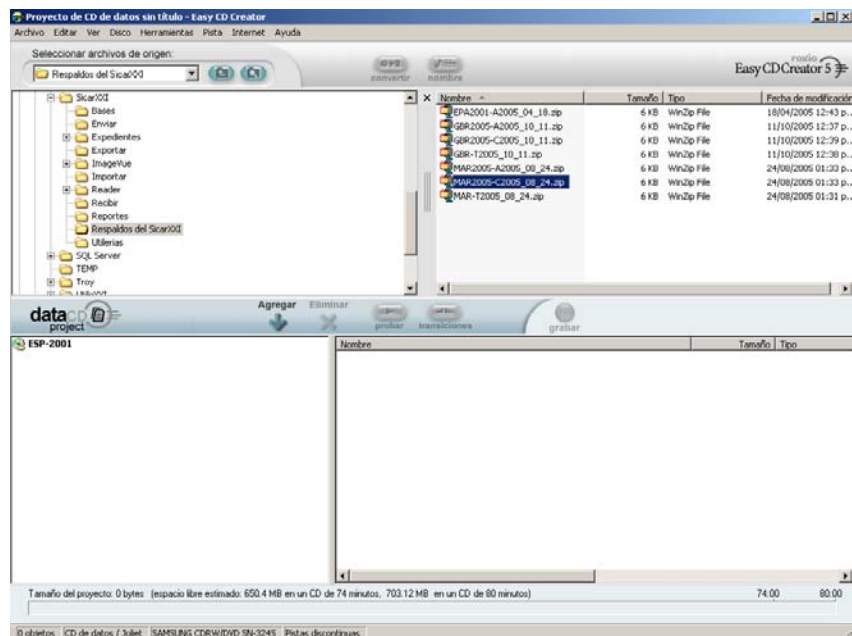 Proyecto de CD de datos sin título - Easy CD Creator
Archivo Editar Ver Disco Herramientas Pista Internet Ayuda
Seleccionar archivos de origen:
Respaldos del SicarXXI
convertir nombre
roxio
Easy CD Creator 5
SicarXXI
Bases
Enviar
Expedientes
Exportar
ImageVue
Importar
Reader
Recibir
Reportes
Respaldos del SicarXXI
Utilerias
SQL Server
TEMP
Troy
Nombre Tamaño Tipo Fecha de modificación
EPA2001-A2005_04_18.zip 6 KB WinZip File 18/04/2005 12:43 p..
GBR2005-A2005_10_11.zip 6 KB WinZip File 11/10/2005 12:37 p..
GBR2005-C2005_10_11.zip 6 KB WinZip File 11/10/2005 12:39 p..
GBR-T2005_10_11.zip 6 KB WinZip File 11/10/2005 12:38 p..
MAR2005-A2005_08_24.zip 6 KB WinZip File 24/08/2005 01:33 p..
MAR2005-C2005_08_24.zip 6 KB WinZip File 24/08/2005 01:33 p..
MAR-T2005_08_24.zip 6 KB WinZip File 24/08/2005 01:31 p..
datacd project
Agregar Eliminar
probar transiciones grabar
ESP-2001
Nombre Tamaño Tipo
Tamaño del proyecto: 0 bytes (espacio libre estimado: 650.4 MB en un CD de 74 minutos, 703.12 MB en un CD de 80 minutos) 74:00 80:00
0 objetos CD de datos / Joliet SAMSUNG CDRW/DVD SN-324S Pistas discontinuas